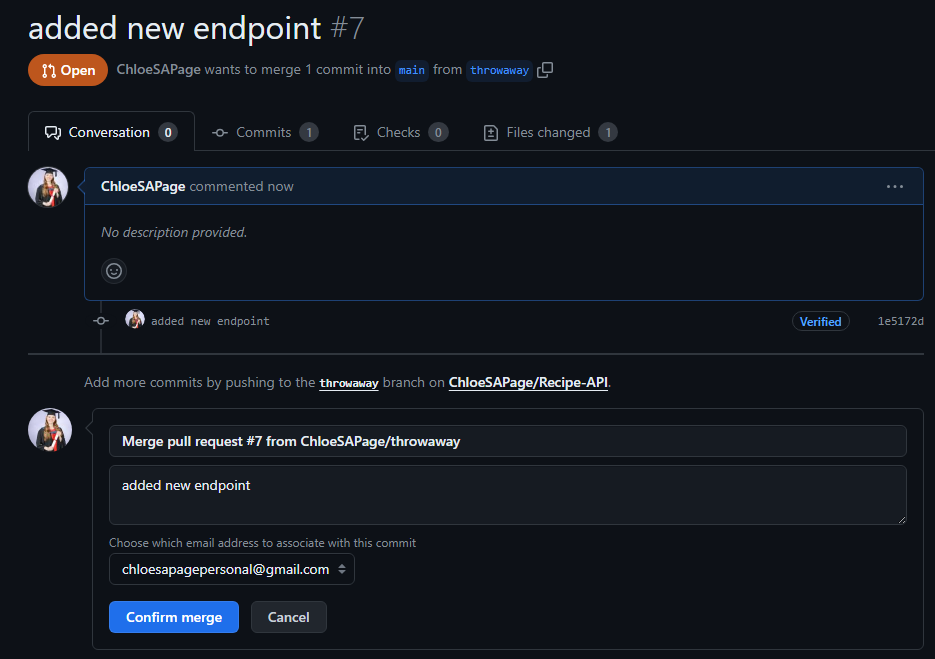 added new endpoint #7
Open ChloeSAPage wants to merge 1 commit into main from throwaway
Conversation 0 Commits 1 Checks 0 Files changed 1
ChloeSAPage commented now
No description provided.
added new endpoint Verified 1e5172d
Add more commits by pushing to the throwaway branch on ChloeSAPage/Recipe-API.
Merge pull request #7 from ChloeSAPage/throwaway
added new endpoint
Choose which email address to associate with this commit
chloesapagepersonal@gmail.com
Confirm merge Cancel